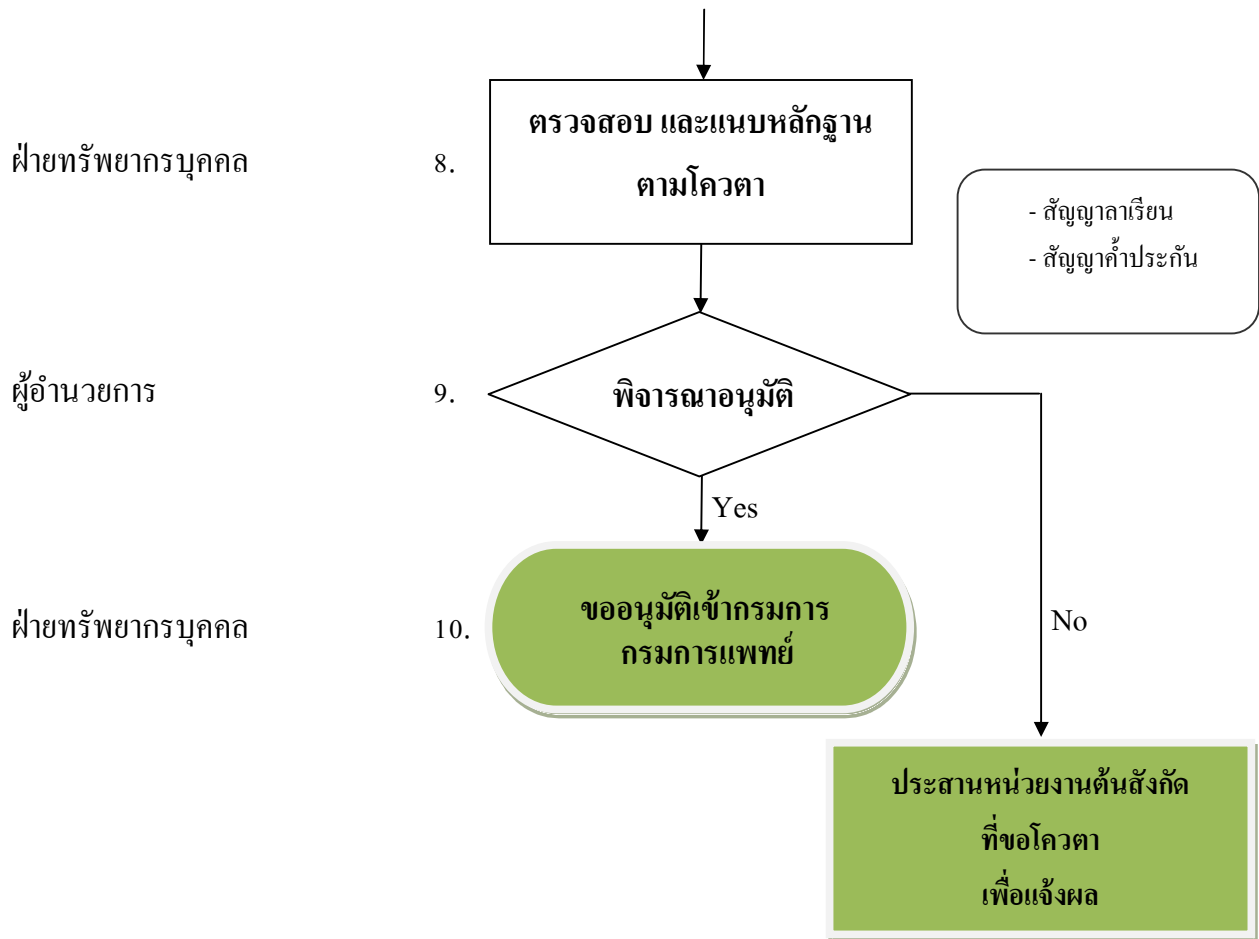 ตรวจสอบ และแนบหลักฐาน
ฝ่ายทรัพยากรบุคคล 8. ตามโควตา
- สัญญาลาเรียน
- สัญญาค้ำประกัน
ผู้อำนวยการ 9. พิจารณาอนุมัติ
Yes
ฝ่ายทรัพยากรบุคคล 10. ขออนุมัติเข้ากรมการ
กรมการแพทย์
No
ประสานหน่วยงานต้นสังกัด
ที่ขอโควตา
เพื่อแจ้งผล